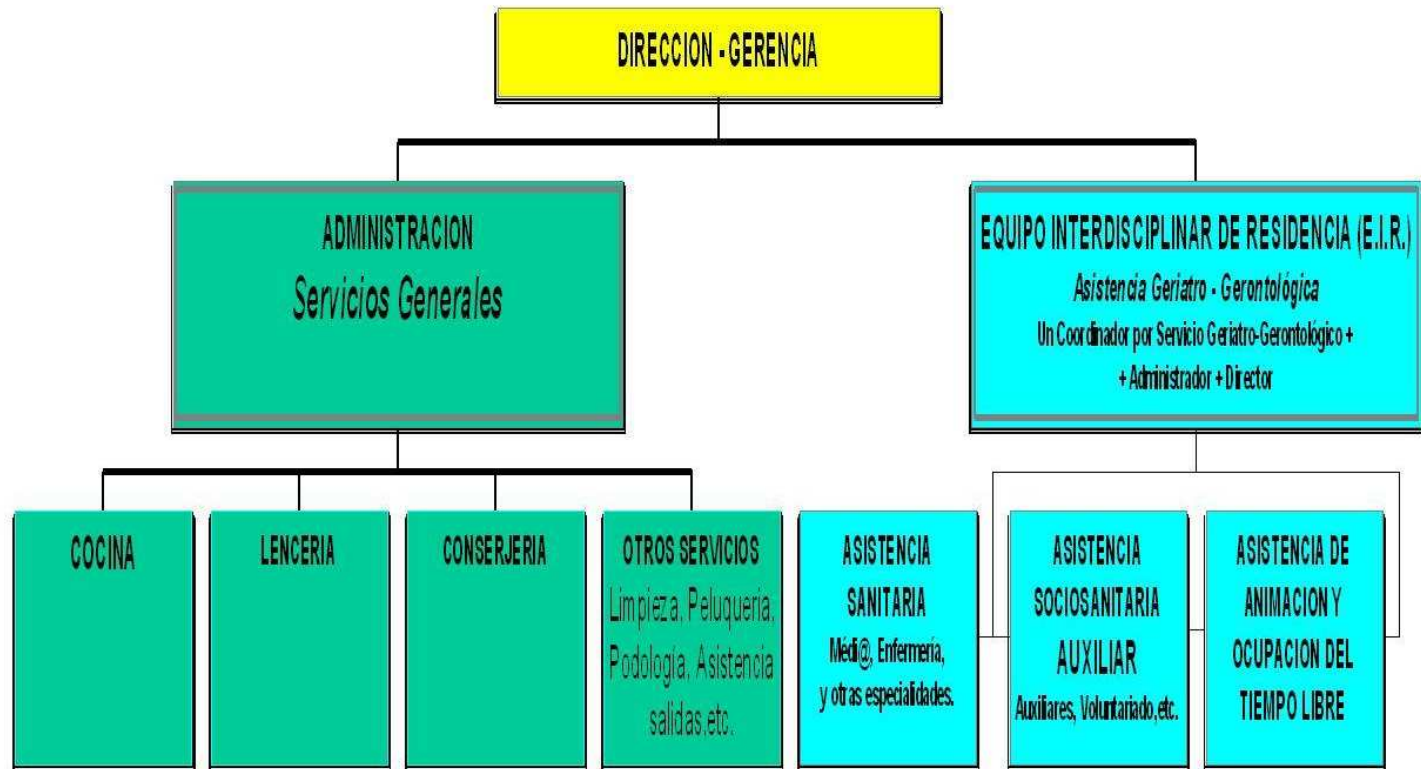 DIRECCION - GERENCIA
ADMINISTRACION
Servicios Generales
EQUIPO INTERDISCIPLINAR DE RESIDENCIA (E.I.R.)
Asistencia Geriatro - Gerontológica
Un Coordinador por Servicio Geriatro-Gerontológico +
+ Administrador + Director
COCINA
LENCERIA
CONSERJERIA
OTROS SERVICIOS
Limpieza, Peluquería,
Podología, Asistencia
salidas,etc.
ASISTENCIA
SANITARIA
Médi@, Enfermería,
y otras especialidades.
ASISTENCIA
SOCIOSANITARIA
AUXILIAR
Auxiliares, Voluntariado,etc.
ASISTENCIA DE
ANIMACION Y
OCUPACION DEL
TIEMPO LIBRE